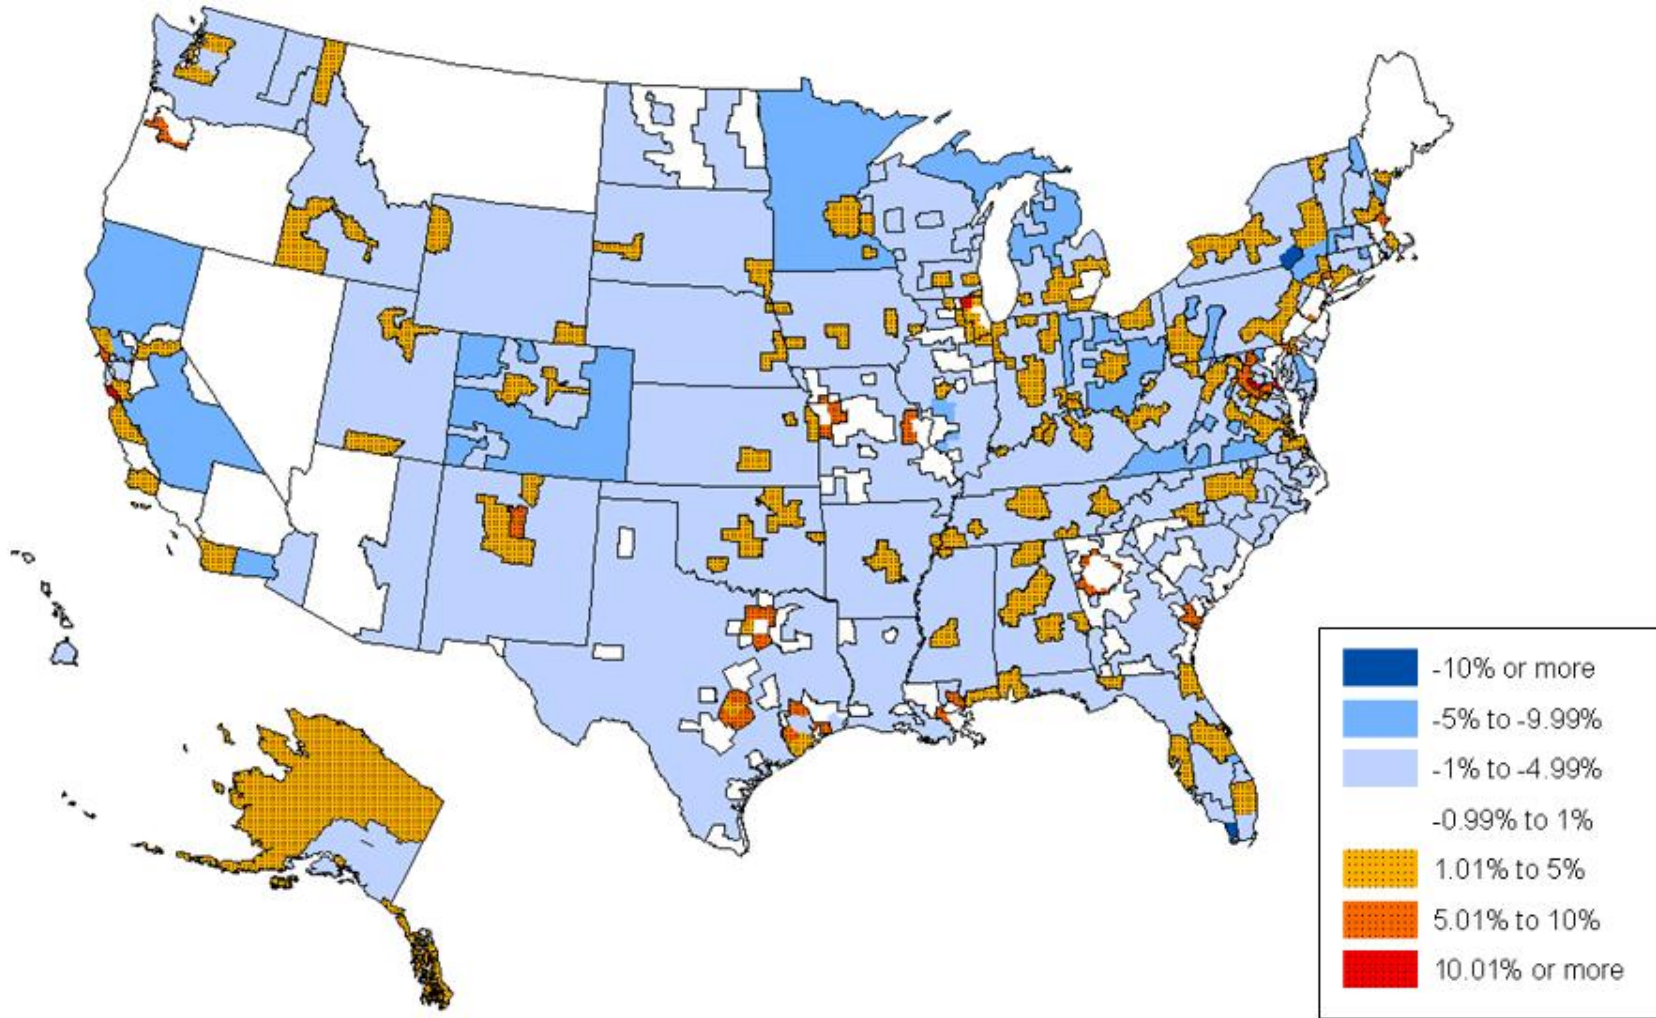 -10% or more
-5% to -9.99%
-1% to -4.99%
-0.99% to 1%
1.01% to 5%
5.01% to 10%
10.01% or more